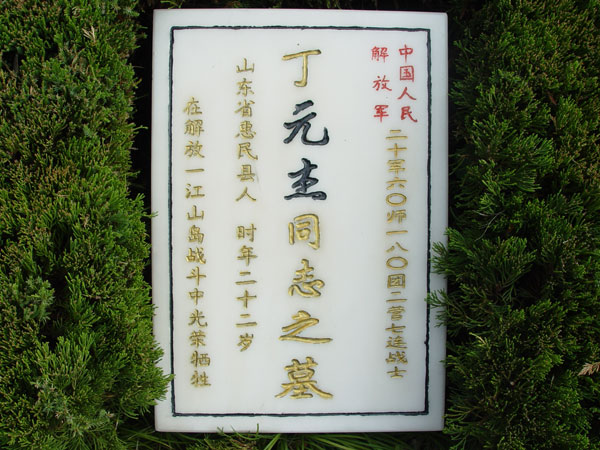 中国人民
解放军
二十军六〇师一八〇团二营七连战士
丁元杰同志之墓
山东省惠民县人 时年二十二岁
在解放一江山岛战斗中光荣牺牲